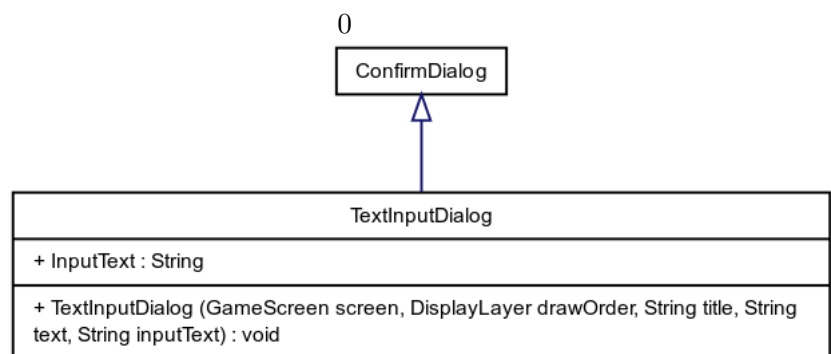 0
ConfirmDialog
TextInputDialog
+ InputText : String
+ TextInputDialog (GameScreen screen, DisplayLayer drawOrder, String title, String
text, String inputText) : void